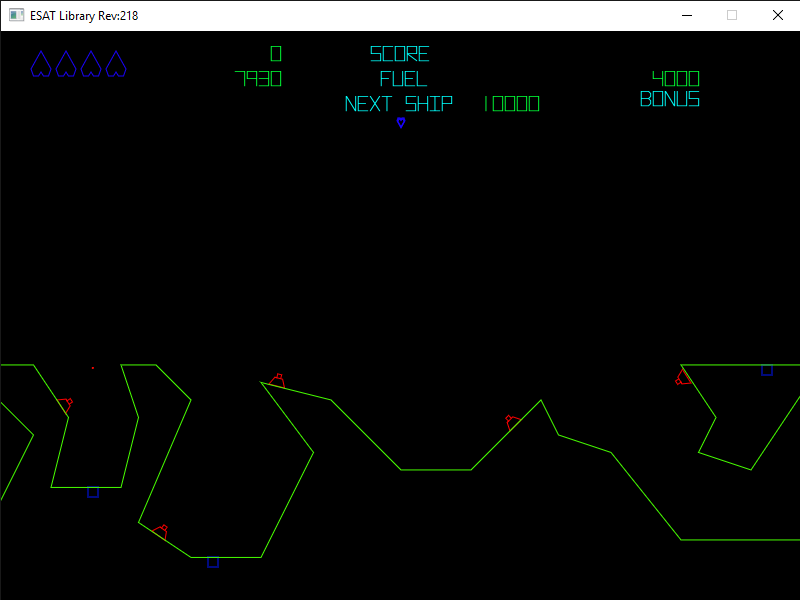 ESAT Library Rev:218
0 SCORE
7930 FUEL 4000
NEXT SHIP 10000 BONUS